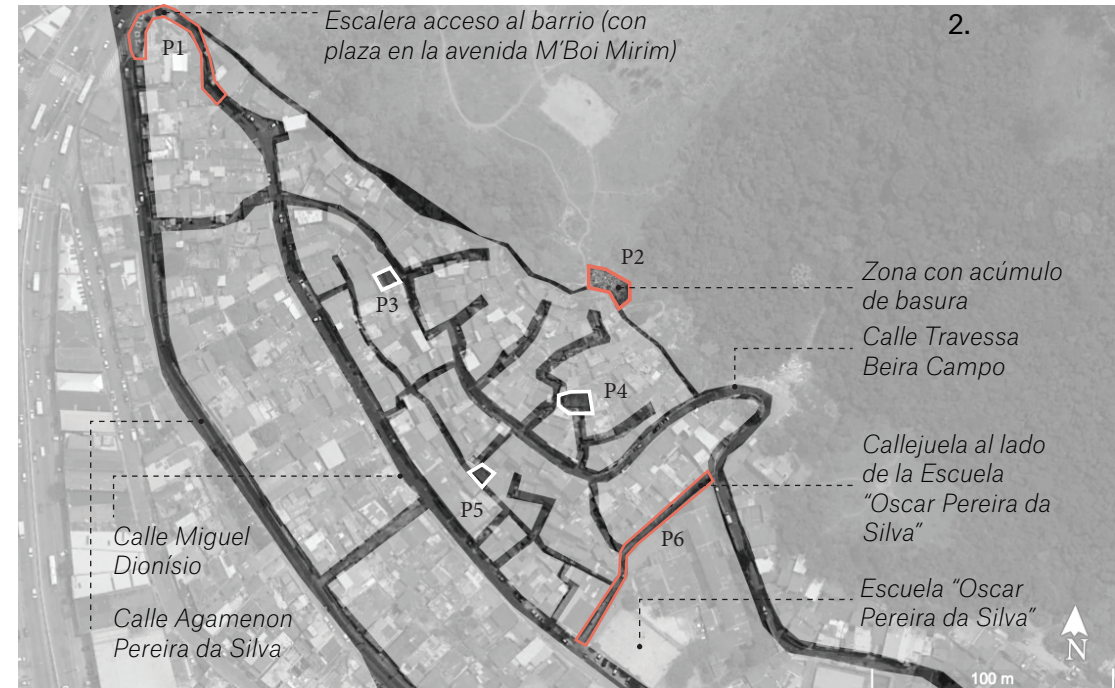 Escalera acceso al barrio (con
plaza en la avenida M’Boi Mirim)
2.
P1
P2
Zona con acúmulo
de basura
P3
Calle Travessa
Beira Campo
P4
Callejuela al lado
de la Escuela
“Oscar Pereira da
Silva”
P5
P6
Calle Miguel
Dionísio
Calle Agamenon
Pereira da Silva
Escuela “Oscar
Pereira da Silva”
N
100 m